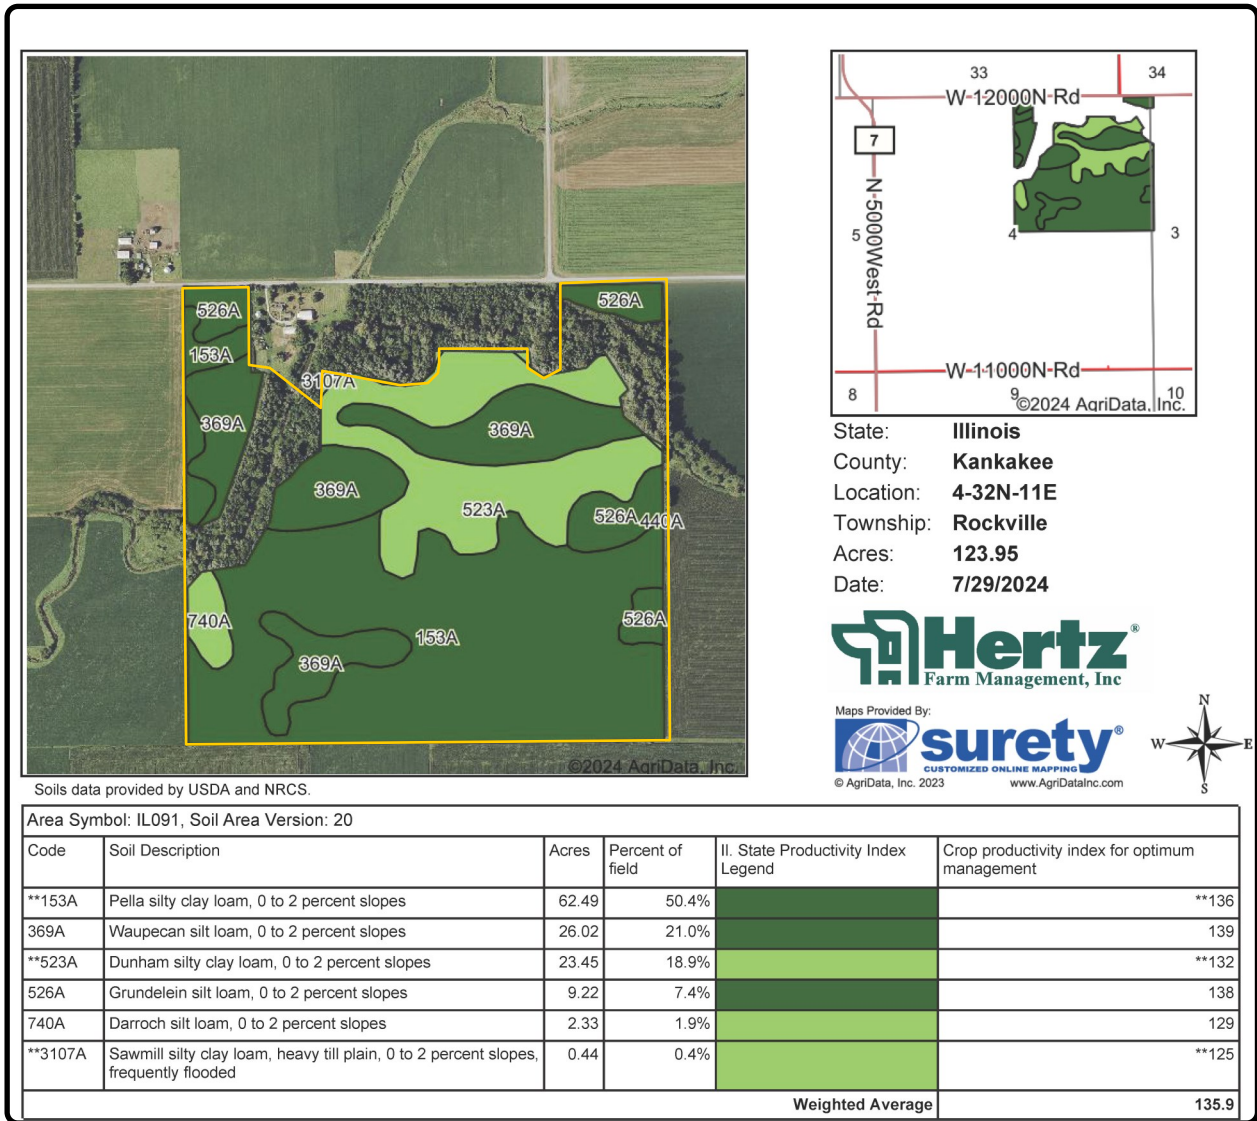 526A
526A
153A
3107A
369A
369A
369A
523A
526A
440A
740A
526A
153A
369A
©2024 AgriData, Inc.
33
34
W 12000N Rd
7
N 5000West Rd
5
4
3
W 11000N Rd
8
9
10
©2024 AgriData, Inc.
State: Illinois
County: Kankakee
Location: 4-32N-11E
Township: Rockville
Acres: 123.95
Date: 7/29/2024
Hertz®
Farm Management, Inc
Maps Provided By:
surety®
CUSTOMIZED ONLINE MAPPING
© AgriData, Inc. 2023 www.AgriDataInc.com
N
W E
S
Soils data provided by USDA and NRCS.
Area Symbol: IL091, Soil Area Version: 20
Code Soil Description Acres Percent of field II. State Productivity Index Legend Crop productivity index for optimum management
**153A Pella silty clay loam, 0 to 2 percent slopes 62.49 50.4% **136
369A Waupecan silt loam, 0 to 2 percent slopes 26.02 21.0% 139
**523A Dunham silty clay loam, 0 to 2 percent slopes 23.45 18.9% **132
526A Grundelein silt loam, 0 to 2 percent slopes 9.22 7.4% 138
740A Darroch silt loam, 0 to 2 percent slopes 2.33 1.9% 129
**3107A Sawmill silty clay loam, heavy till plain, 0 to 2 percent slopes, frequently flooded 0.44 0.4% **125
Weighted Average 135.9